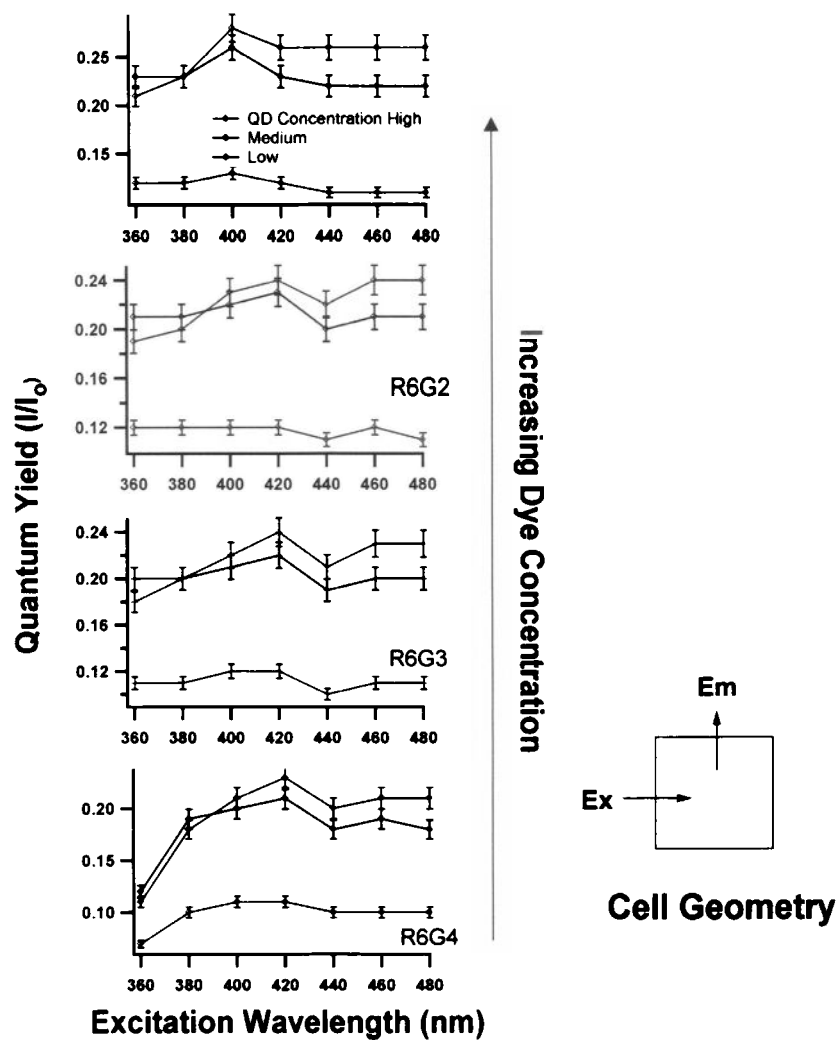 0.25
0.20
0.15
QD Concentration High
Medium
Low
360 380 400 420 440 460 480
0.24
0.20
0.16
0.12
R6G2
360 380 400 420 440 460 480
0.24
0.20
0.16
0.12
R6G3
360 380 400 420 440 460 480
0.20
0.15
0.10
R6G4
360 380 400 420 440 460 480
Quantum Yield (I/Io)
Excitation Wavelength (nm)
Increasing Dye Concentration
Em
Ex
Cell Geometry